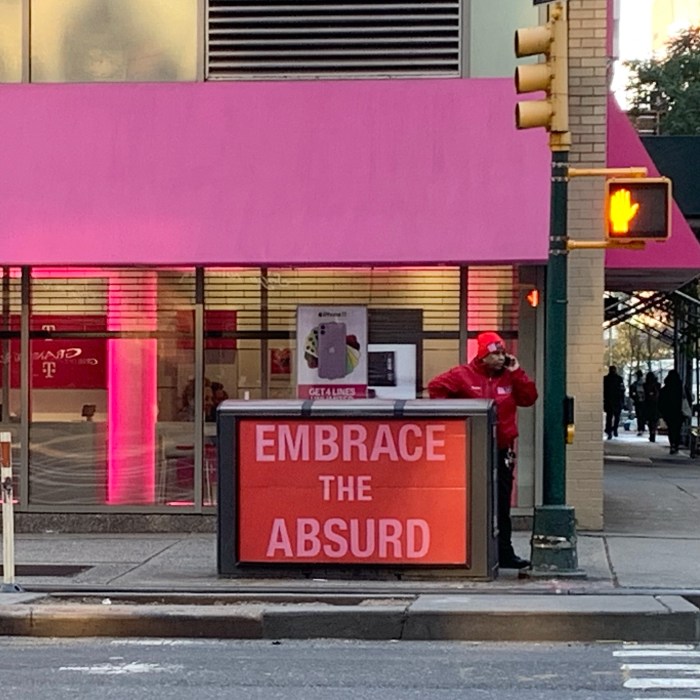 iPhone 11
GET 4 LINES
T
T
EMBRACE
THE
ABSURD